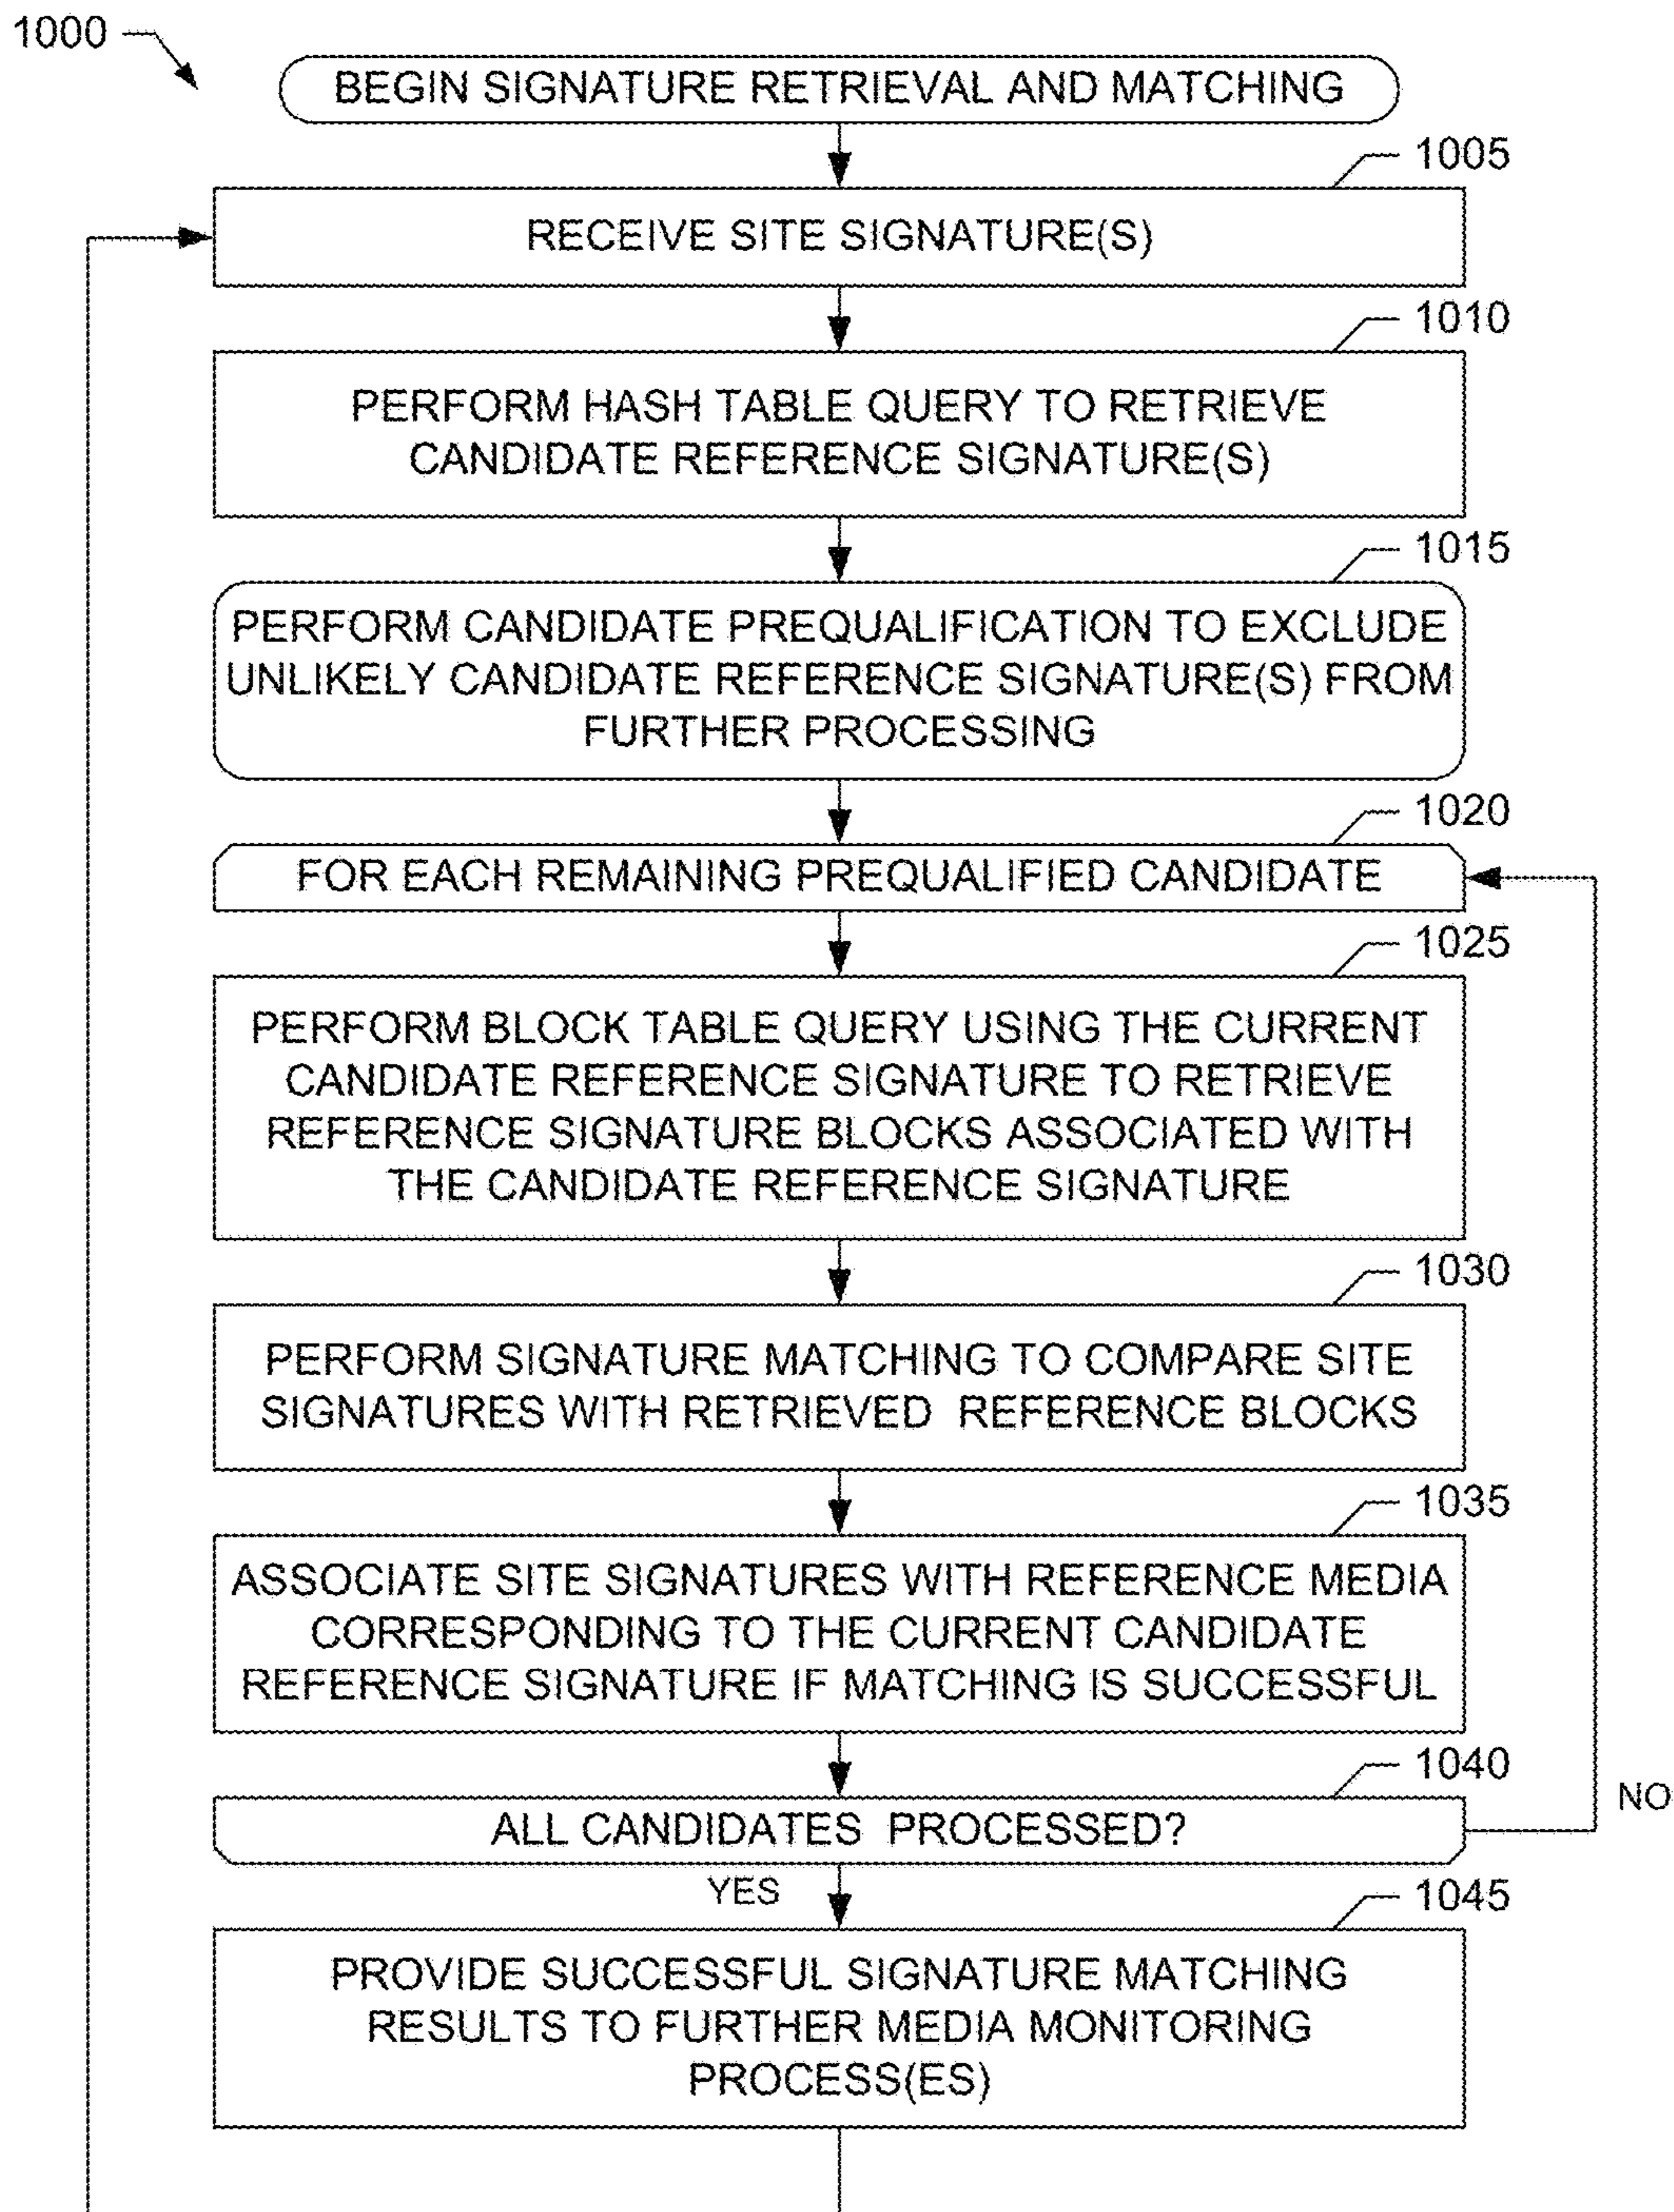 1000
BEGIN SIGNATURE RETRIEVAL AND MATCHING
1005
RECEIVE SITE SIGNATURE(S)
1010
PERFORM HASH TABLE QUERY TO RETRIEVE
CANDIDATE REFERENCE SIGNATURE(S)
1015
PERFORM CANDIDATE PREQUALIFICATION TO EXCLUDE
UNLIKELY CANDIDATE REFERENCE SIGNATURE(S) FROM
FURTHER PROCESSING
1020
FOR EACH REMAINING PREQUALIFIED CANDIDATE
1025
PERFORM BLOCK TABLE QUERY USING THE CURRENT
CANDIDATE REFERENCE SIGNATURE TO RETRIEVE
REFERENCE SIGNATURE BLOCKS ASSOCIATED WITH
THE CANDIDATE REFERENCE SIGNATURE
1030
PERFORM SIGNATURE MATCHING TO COMPARE SITE
SIGNATURES WITH RETRIEVED REFERENCE BLOCKS
1035
ASSOCIATE SITE SIGNATURES WITH REFERENCE MEDIA
CORRESPONDING TO THE CURRENT CANDIDATE
REFERENCE SIGNATURE IF MATCHING IS SUCCESSFUL
1040
NO
ALL CANDIDATES PROCESSED?
YES
1045
PROVIDE SUCCESSFUL SIGNATURE MATCHING
RESULTS TO FURTHER MEDIA MONITORING
PROCESS(ES)